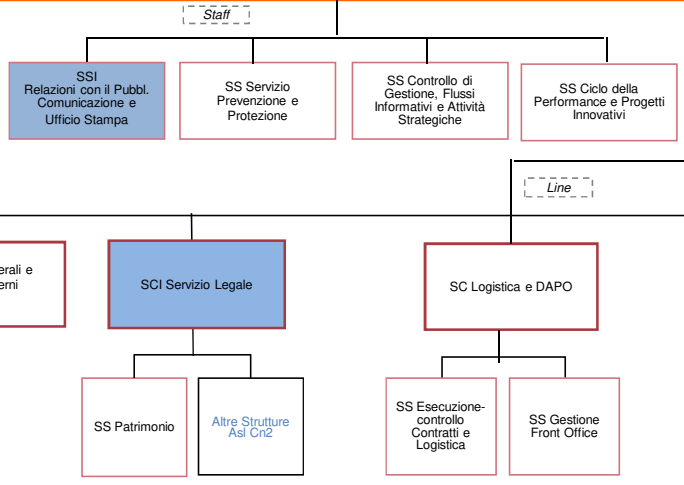 Staff
SSI
Relazioni con il Pubbl.
Comunicazione e
Ufficio Stampa
SS Servizio
Prevenzione e
Protezione
SS Controllo di
Gestione, Flussi
Informativi e Attività
Strategiche
SS Ciclo della
Performance e Progetti
Innovativi
Line
erali e
erni
SCI Servizio Legale
SC Logistica e DAPO
SS Patrimonio
Altre Strutture
Asl Cn2
SS Esecuzione-
controllo
Contratti e
Logistica
SS Gestione
Front Office